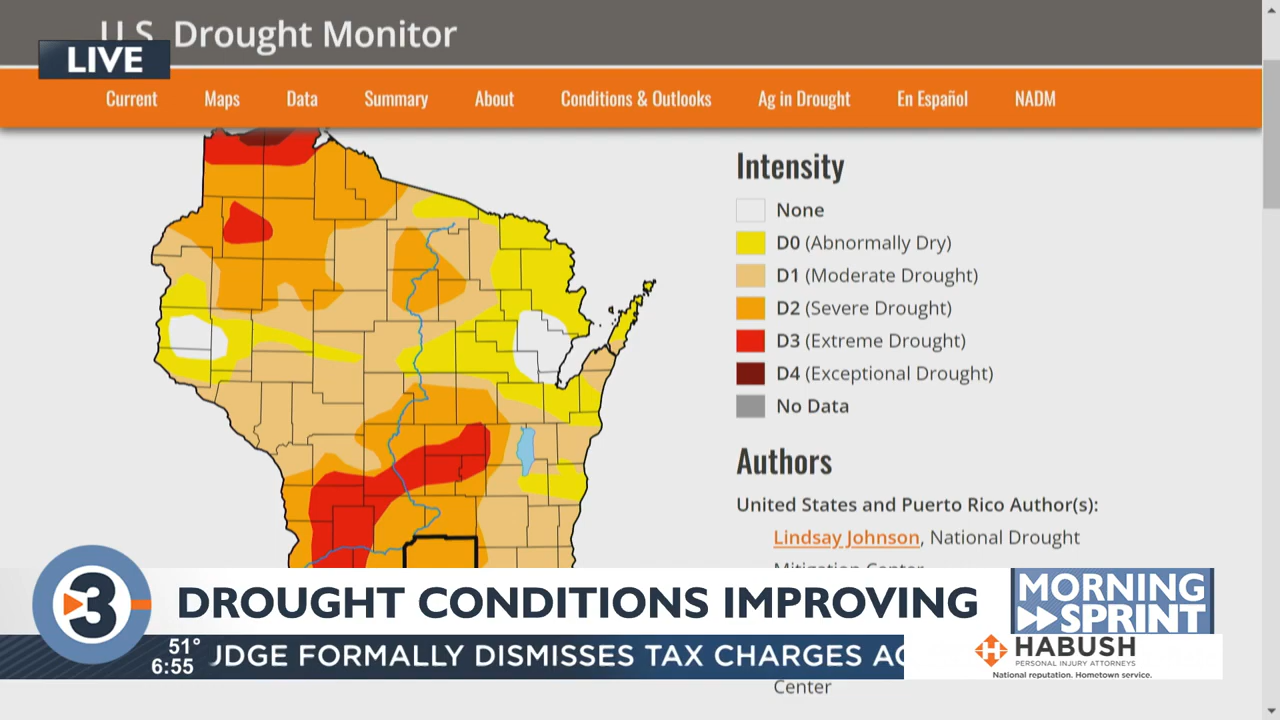 U.S. Drought Monitor
LIVE
Current Maps Data Summary About Conditions & Outlooks Ag in Drought En Español NADM
Intensity
None
D0 (Abnormally Dry)
D1 (Moderate Drought)
D2 (Severe Drought)
D3 (Extreme Drought)
D4 (Exceptional Drought)
No Data
Authors
United States and Puerto Rico Author(s):
Lindsay Johnson, National Drought
3
DROUGHT CONDITIONS IMPROVING
MORNING
SPRINT
51°
6:55
UDGE FORMALLY DISMISSES TAX CHARGES
HABUSH
PERSONAL INJURY ATTORNEYS
National reputation. Hometown service.
Center